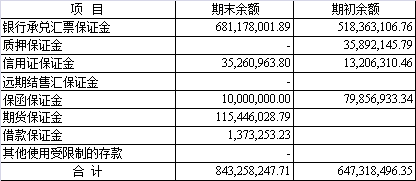 项 目 期末余额 期初余额
银行承兑汇票保证金 681,178,001.89 518,363,106.76
质押保证金 - 35,892,145.79
信用证保证金 35,260,963.80 13,206,310.46
远期结售汇保证金 -
保函保证金 10,000,000.00 79,856,933.34
期货保证金 115,446,028.79
借款保证金 1,373,253.23
其他使用受限制的存款 -
合 计 843,258,247.71 647,318,496.35